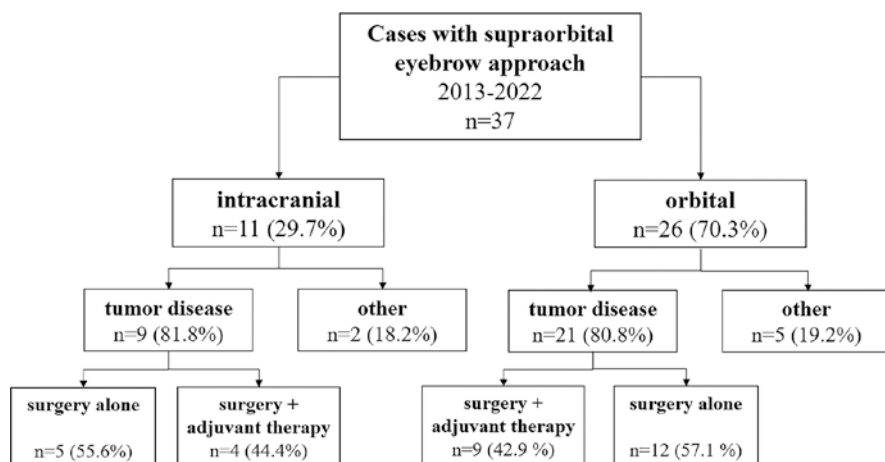 Cases with supraorbital
eyebrow approach
2013-2022
n=37
intracranial
n=11 (29.7%)
orbital
n=26 (70.3%)
tumor disease
n=9 (81.8%)
other
n=2 (18.2%)
tumor disease
n=21 (80.8%)
other
n=5 (19.2%)
surgery alone
n=5 (55.6%)
surgery +
adjuvant therapy
n=4 (44.4%)
surgery +
adjuvant therapy
n=9 (42.9 %)
surgery alone
n=12 (57.1 %)